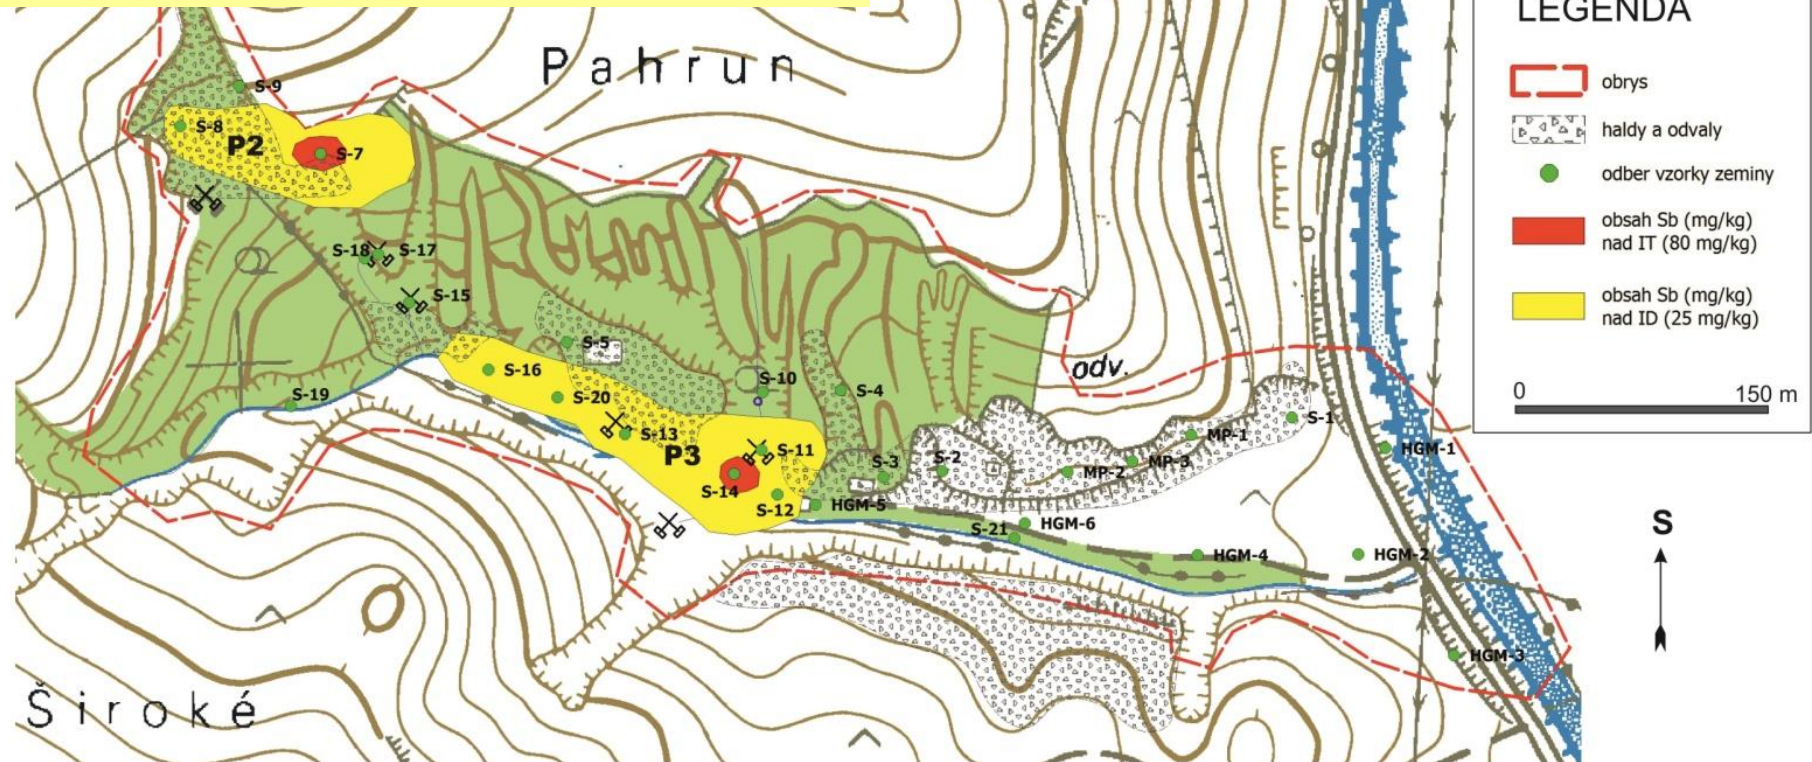 LEGENDA
obrys
haldy a odvaly
odber vzorky zeminy
obsah Sb (mg/kg)
nad IT (80 mg/kg)
obsah Sb (mg/kg)
nad ID (25 mg/kg)
0 150 m
S
Pahrun
S-9
S-8
P2
S-7
S-18
S-17
S-15
S-5
S-16
S-10
S-4
odv.
S-20
S-19
S-1
S-13
MP-1
P3
S-11
HGM-1
S-3
S-2
MP-2
MP-3
S-14
S-12
HGM-5
S-21
HGM-6
HGM-4
HGM-2
HGM-3
Široké